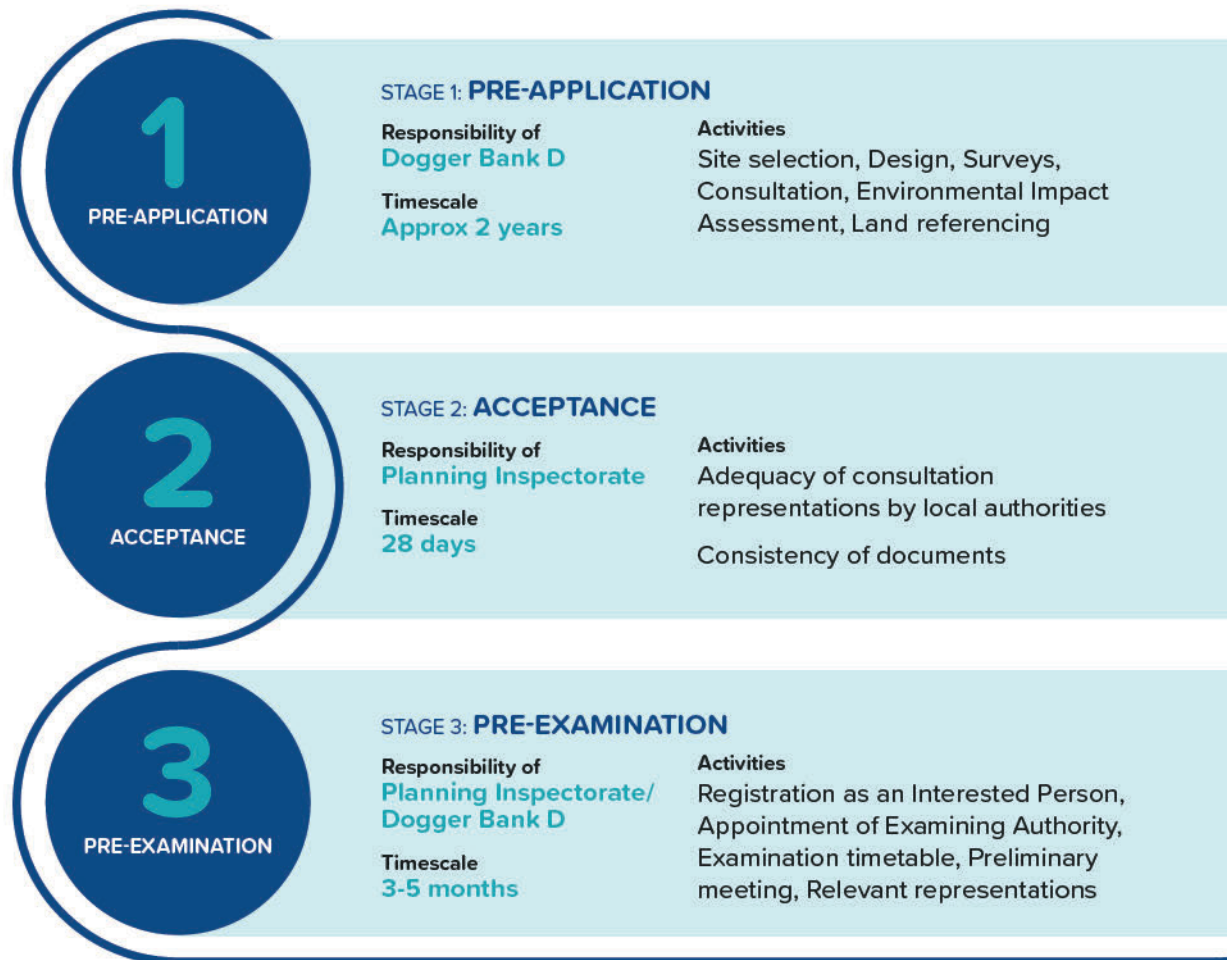 1
PRE-APPLICATION
STAGE 1: PRE-APPLICATION
Responsibility of
Dogger Bank D
Timescale
Approx 2 years
Activities
Site selection, Design, Surveys,
Consultation, Environmental Impact
Assessment, Land referencing
2
ACCEPTANCE
STAGE 2: ACCEPTANCE
Responsibility of
Planning Inspectorate
Timescale
28 days
Activities
Adequacy of consultation
representations by local authorities
Consistency of documents
3
PRE-EXAMINATION
STAGE 3: PRE-EXAMINATION
Responsibility of
Planning Inspectorate/
Dogger Bank D
Timescale
3-5 months
Activities
Registration as an Interested Person,
Appointment of Examining Authority,
Examination timetable, Preliminary
meeting, Relevant representations